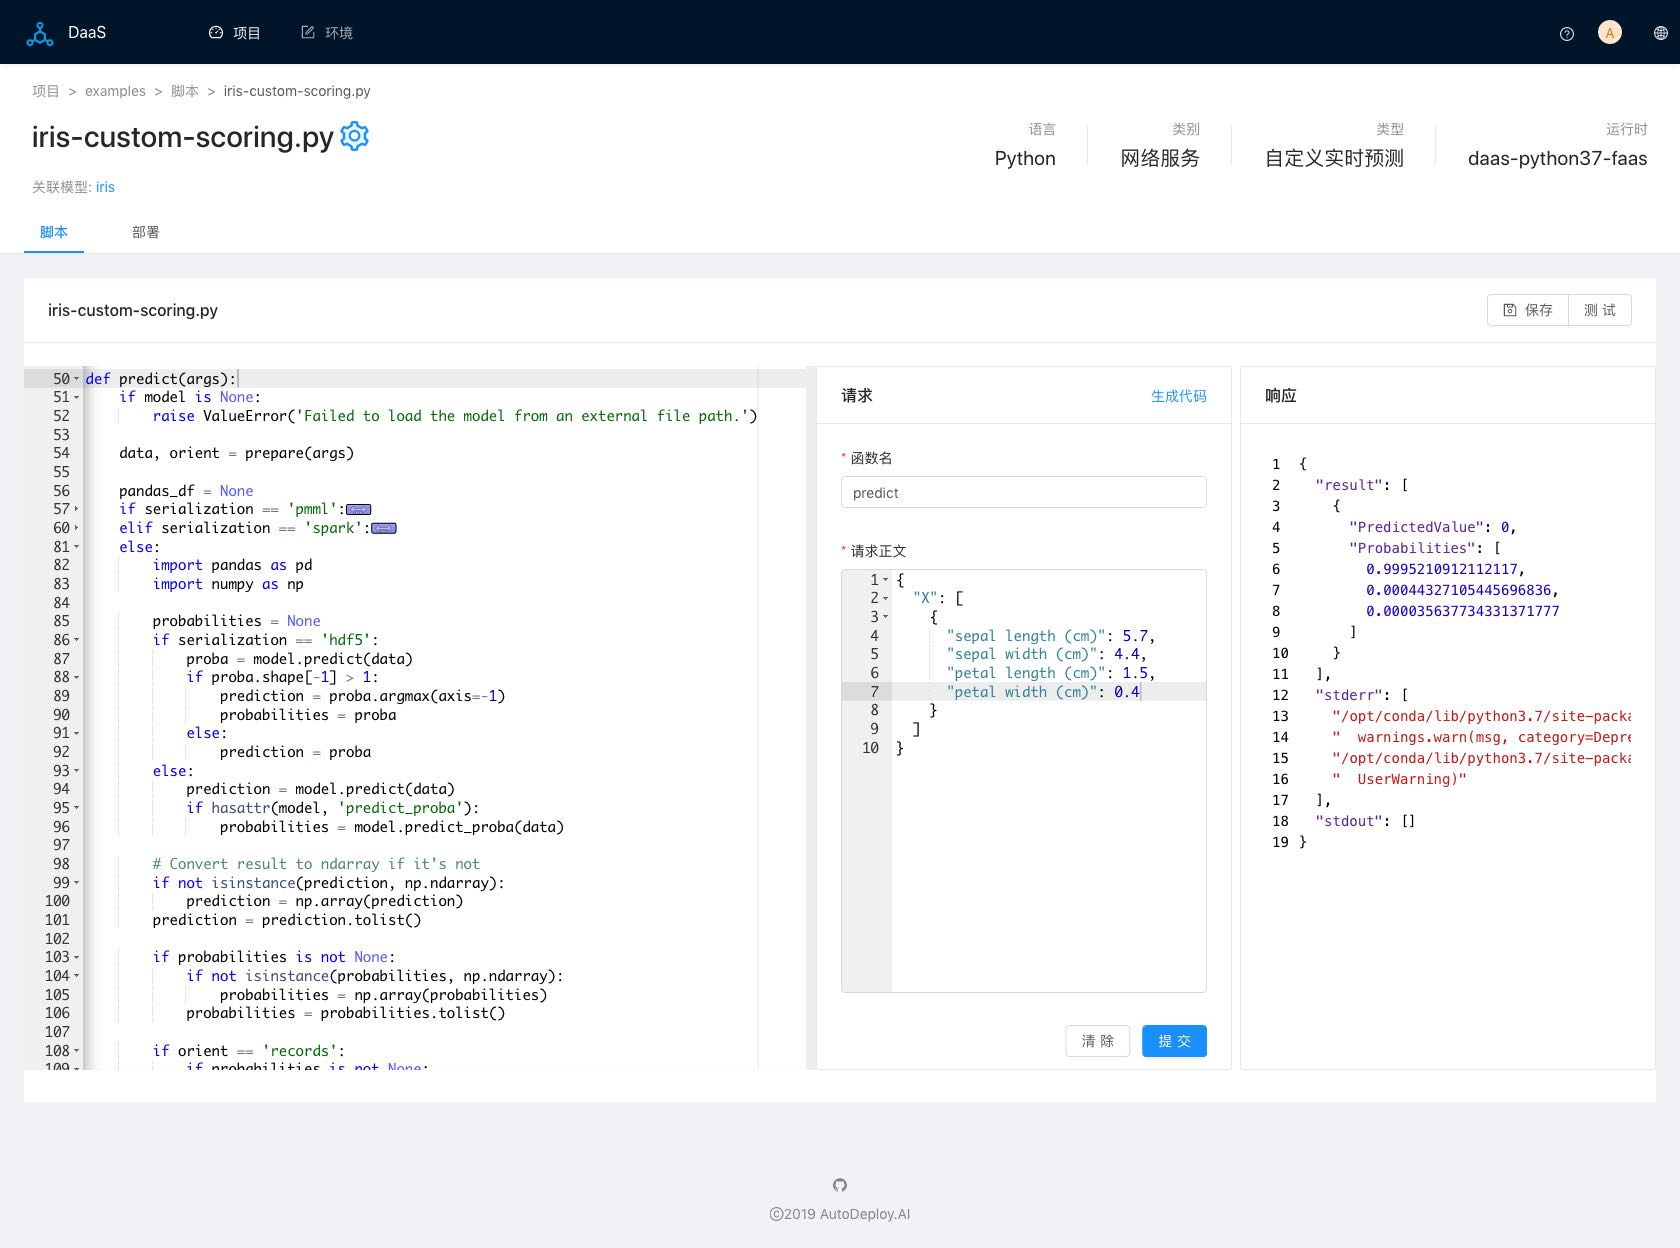 DaaS
项目
环境
A
项目 > examples > 脚本 > iris-custom-scoring.py
iris-custom-scoring.py
关联模型: iris
语言
Python
类别
网络服务
类型
自定义实时预测
运行时
daas-python37-faas
脚本
部署
iris-custom-scoring.py
保存
测 试
50 def predict(args):
51     if model is None:
52         raise ValueError('Failed to load the model from an external file path.')
53
54     data, orient = prepare(args)
55
56     pandas_df = None
57     if serialization == 'pmml':
60     elif serialization == 'spark':
81     else:
82         import pandas as pd
83         import numpy as np
84
85         probabilities = None
86         if serialization == 'hdf5':
87             proba = model.predict(data)
88             if proba.shape[-1] > 1:
89                 prediction = proba.argmax(axis=-1)
90                 probabilities = proba
91             else:
92                 prediction = proba
93         else:
94             prediction = model.predict(data)
95             if hasattr(model, 'predict_proba'):
96                 probabilities = model.predict_proba(data)
97
98         # Convert result to ndarray if it's not
99         if not isinstance(prediction, np.ndarray):
100             prediction = np.array(prediction)
101         prediction = prediction.tolist()
102
103         if probabilities is not None:
104             if not isinstance(probabilities, np.ndarray):
105                 probabilities = np.array(probabilities)
106             probabilities = probabilities.tolist()
107
108         if orient == 'records':
109             if probabilities is not None:
请求
生成代码
* 函数名
predict
* 请求正文
1 {
2   "X": [
3     {
4       "sepal length (cm)": 5.7,
5       "sepal width (cm)": 4.4,
6       "petal length (cm)": 1.5,
7       "petal width (cm)": 0.4
8     }
9   ]
10 }
清 除
提 交
响应
1 {
2   "result": [
3     {
4       "PredictedValue": 0,
5       "Probabilities": [
6         0.9995210912112117,
7         0.00044327105445696836,
8         0.000035637734331371777
9       ]
10     }
11   ],
12   "stderr": [
13     "/opt/conda/lib/python3.7/site-packa
14     "  warnings.warn(msg, category=Depre
15     "/opt/conda/lib/python3.7/site-packa
16     "  UserWarning)"
17   ],
18   "stdout": []
19 }
©2019 AutoDeploy.AI